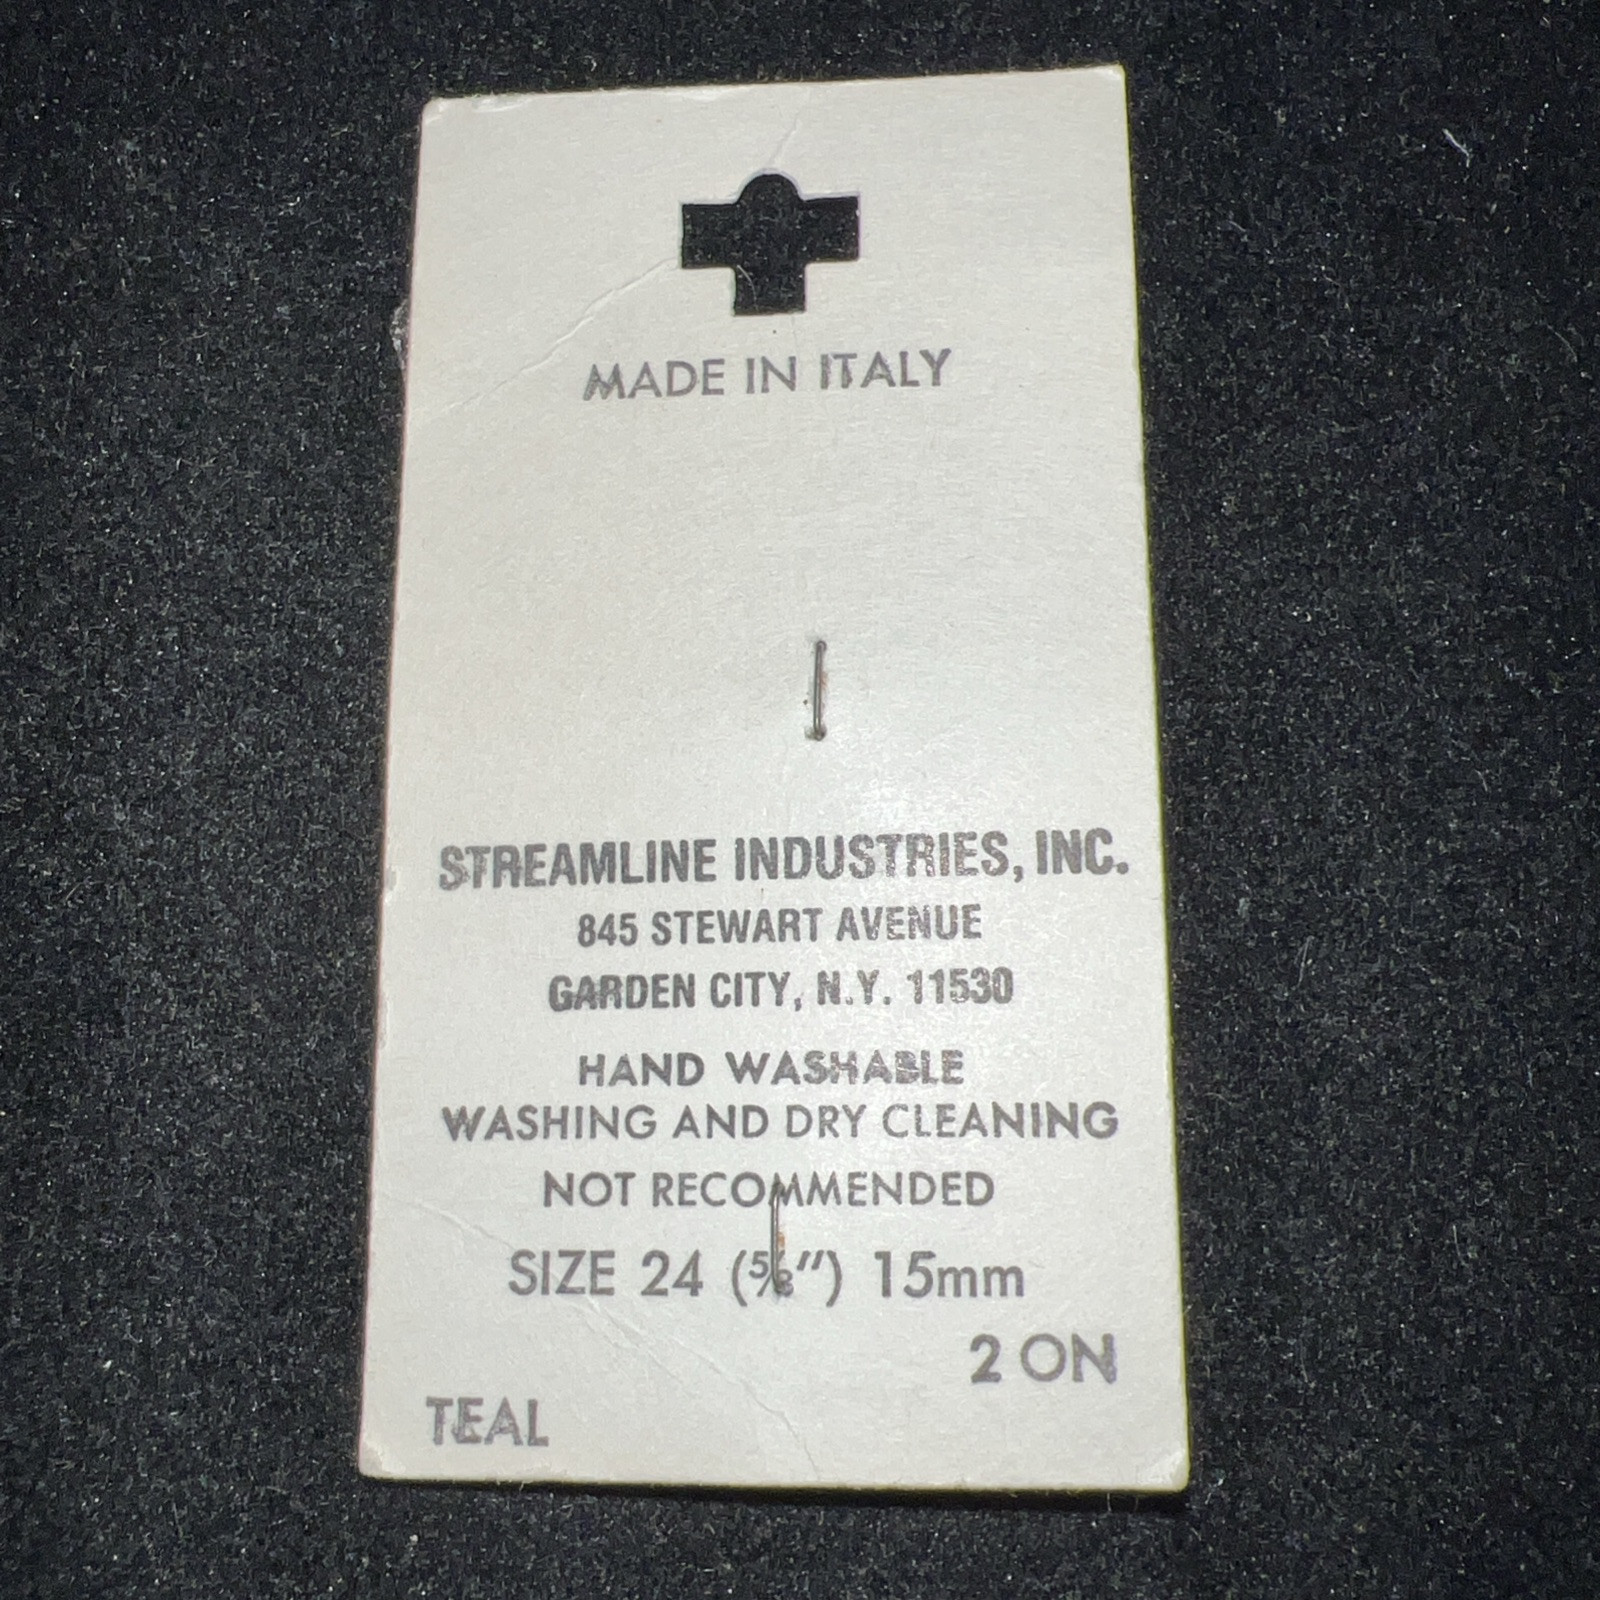 MADE IN ITALY
STREAMLINE INDUSTRIES, INC.
845 STEWART AVENUE
GARDEN CITY, N.Y. 11530
HAND WASHABLE
WASHING AND DRY CLEANING
NOT RECOMMENDED
SIZE 24 (5/8") 15mm
2 ON
TEAL